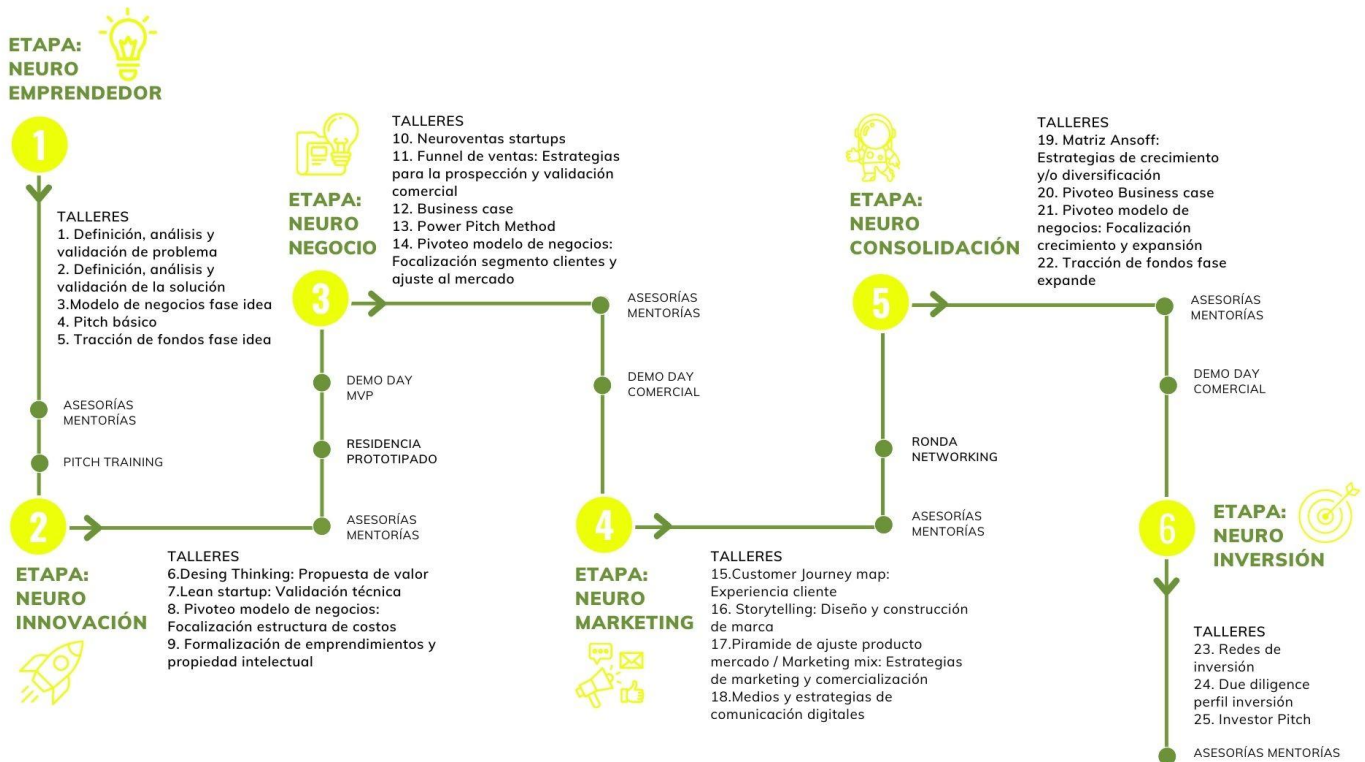 ETAPA:
NEURO
EMPRENDEDOR
1
TALLERES
1. Definición, análisis y
validación de problema
2. Definición, análisis y
validación de la solución
3.Modelo de negocios fase idea
4. Pitch básico
5. Tracción de fondos fase idea
ASESORÍAS
MENTORÍAS
PITCH TRAINING
2
ETAPA:
NEURO
INNOVACIÓN
TALLERES
6.Desing Thinking: Propuesta de valor
7.Lean startup: Validación técnica
8. Pivoteo modelo de negocios:
Focalización estructura de costos
9. Formalización de emprendimientos y
propiedad intelectual
ASESORÍAS
MENTORÍAS
RESIDENCIA
PROTOTIPADO
DEMO DAY
MVP
3
ETAPA:
NEURO
NEGOCIO
TALLERES
10. Neuroventas startups
11. Funnel de ventas: Estrategias
para la prospección y validación
comercial
12. Business case
13. Power Pitch Method
14. Pivoteo modelo de negocios:
Focalización segmento clientes y
ajuste al mercado
ASESORÍAS
MENTORÍAS
DEMO DAY
COMERCIAL
4
ETAPA:
NEURO
MARKETING
TALLERES
15.Customer Journey map:
Experiencia cliente
16. Storytelling: Diseño y construcción
de marca
17.Piramide de ajuste producto
mercado / Marketing mix: Estrategias
de marketing y comercialización
18.Medios y estrategias de
comunicación digitales
ASESORÍAS
MENTORÍAS
RONDA
NETWORKING
5
ETAPA:
NEURO
CONSOLIDACIÓN
TALLERES
19. Matriz Ansoff:
Estrategias de crecimiento
y/o diversificación
20. Pivoteo Business case
21. Pivoteo modelo de
negocios: Focalización
crecimiento y expansión
22. Tracción de fondos fase
expande
ASESORÍAS
MENTORÍAS
DEMO DAY
COMERCIAL
6
ETAPA:
NEURO
INVERSIÓN
TALLERES
23. Redes de
inversión
24. Due diligence
perfil inversión
25. Investor Pitch
ASESORÍAS MENTORÍAS